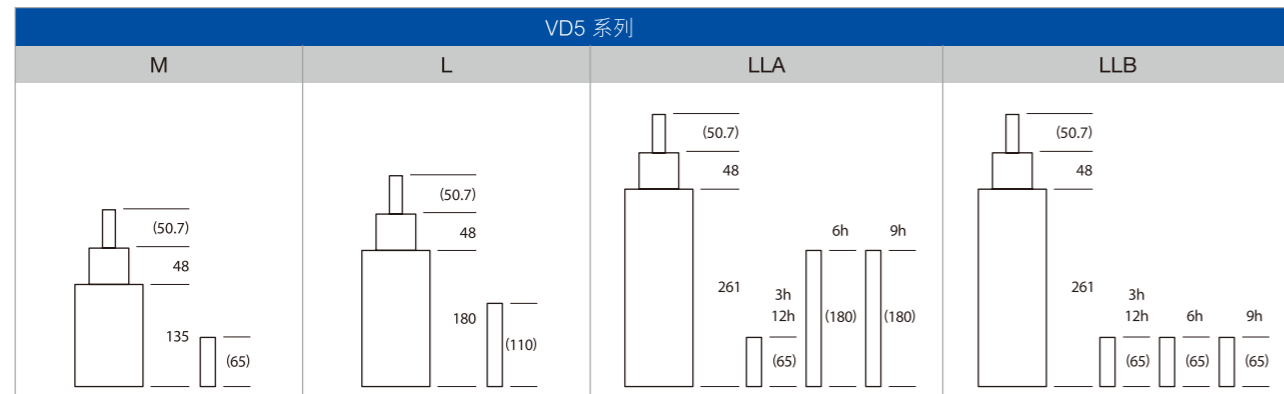 VD5 系列
M
L
LLA
LLB
(50.7)
48
135
(65)
(50.7)
48
180
(110)
(50.7)
48
261
3h
12h
(65)
6h
(180)
9h
(180)
(50.7)
48
261
3h
12h
(65)
6h
(65)
9h
(65)